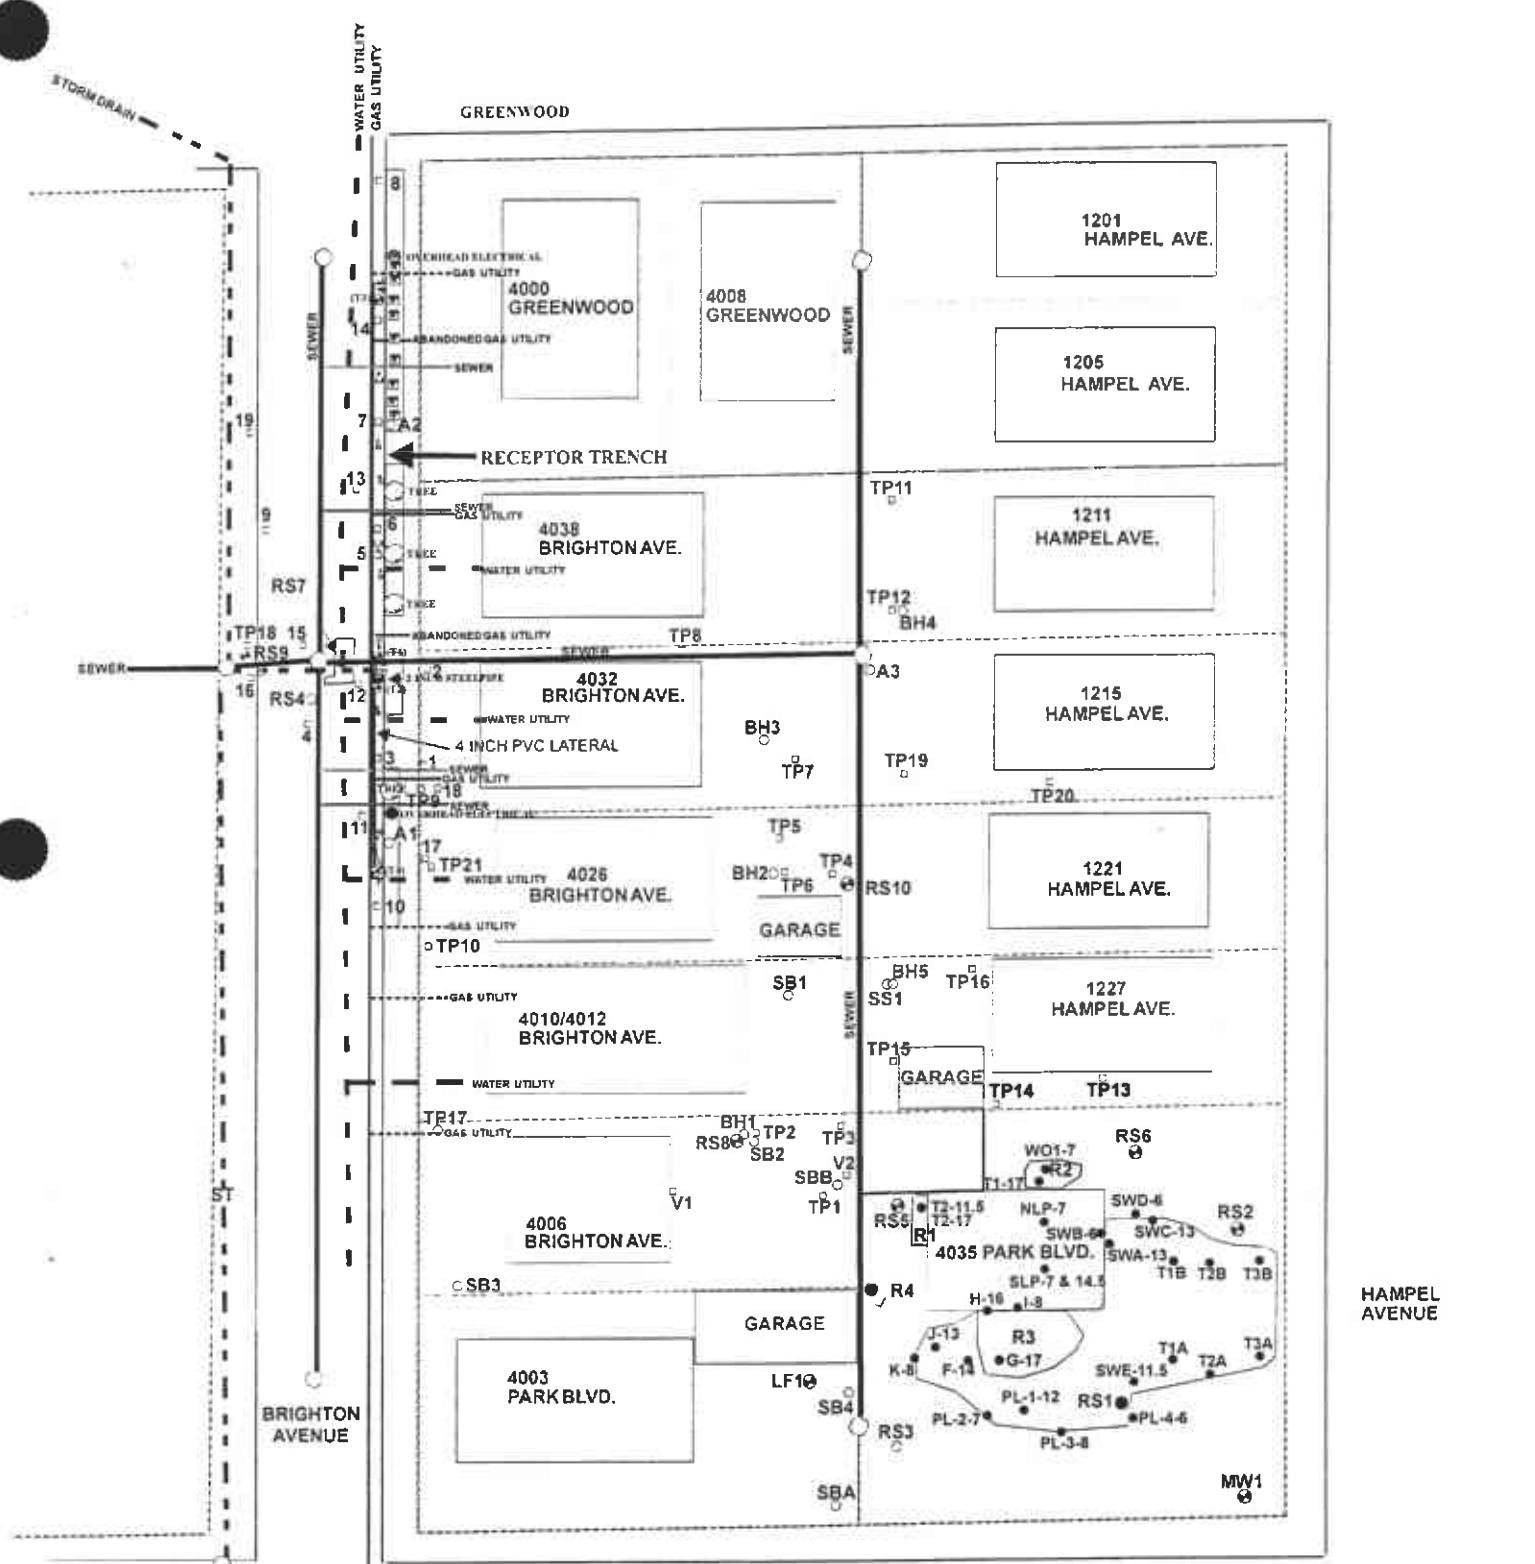 WATER UTILITY
GAS UTILITY
STORM DRAIN
GREENWOOD
8
OVERHEAD ELECTRICAL
GAS UTILITY
4000
GREENWOOD
4008
GREENWOOD
1201
HAMPEL AVE.
SEWER
14
ABANDONED GAS UTILITY
SEWER
SEWER
1205
HAMPEL AVE.
19
7
A2
RECEPTOR TRENCH
13
TREE
SEWER
GAS UTILITY
6
5
TREE
4038
BRIGHTON AVE.
WATER UTILITY
TP11
1211
HAMPEL AVE.
RS7
TREE
TP12
BH4
TP18
15
ABANDONED GAS UTILITY
TP8
RS9
SEWER
SEWER
2
2 INCH STEEL PIPE
4032
BRIGHTON AVE.
A3
16
RS4
12
1215
HAMPEL AVE.
WATER UTILITY
BH3
4 INCH PVC LATERAL
3
1
SEWER
GAS UTILITY
TP7
TP19
18
TP9
SEWER
OVERHEAD ELECTRICAL
TP20
11
A1
17
TP21
TP5
BH2
TP6
TP4
RS10
WATER UTILITY
4026
BRIGHTON AVE.
1221
HAMPEL AVE.
10
GAS UTILITY
GARAGE
TP10
SB1
BH5
SS1
TP16
GAS UTILITY
1227
HAMPEL AVE.
4010/4012
BRIGHTON AVE.
SEWER
TP15
GARAGE
WATER UTILITY
TP14
TP13
TP17
GAS UTILITY
BH1
TP2
RS8
SB2
TP3
V2
SBB
TP1
V1
RS6
WO1-7
R2
T1-17
ST
RS5
T2-11.5
T2-17
R1
NLP-7
SWB-6
SWD-6
SWC-13
RS2
4006
BRIGHTON AVE.
4035 PARK BLVD.
SWA-13
T1B
T2B
T3B
SLP-7 & 14.5
SB3
R4
H-16
I-8
GARAGE
HAMPEL
AVENUE
J-13
R3
K-8
F-14
G-17
T1A
T2A
T3A
SWE-11.5
4003
PARK BLVD.
LF1
SB4
PL-1-12
RS1
PL-2-7
PL-4-6
PL-3-8
BRIGHTON
AVENUE
RS3
SBA
MW1